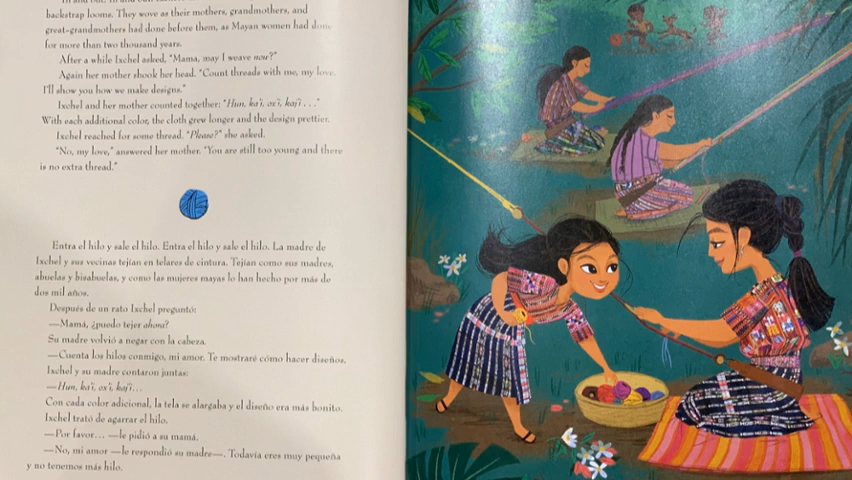 backstrap looms. They wove as their mothers, grandmothers, and
great-grandmothers had done before them, as Mayan women had done
for more than two thousand years.
After a while Ixchel asked, "Mama, may I weave now?"
Again her mother shook her head. "Count threads with me, my love.
I'll show you how we make designs."
Ixchel and her mother counted together: "Hun, ka'i, oxi', kaji' . . ."
With each additional color, the cloth grew longer and the design prettier.
Ixchel reached for some thread. "Please?" she asked.
"No, my love," answered her mother. "You are still too young and there
is no extra thread."
Entra el hilo y sale el hilo. Entra el hilo y sale el hilo. La madre de
Ixchel y sus vecinas tejían en telares de cintura. Tejían como sus madres,
abuelas y bisabuelas, y como las mujeres mayas lo han hecho por más de
dos mil años.
Después de un rato Ixchel preguntó:
—Mamá, ¿puedo tejer ahora?
Su madre volvió a negar con la cabeza.
—Cuenta los hilos conmigo, mi amor. Te mostraré cómo hacer diseños.
Ixchel y su madre contaron juntas:
—Hun, ka'i, oxi', kaji'…
Con cada color adicional, la tela se alargaba y el diseño era más bonito.
Ixchel trató de agarrar el hilo.
—Por favor… —le pidió a su mamá.
—No, mi amor —le respondió su madre—. Todavía eres muy pequeña
y no tenemos más hilo.